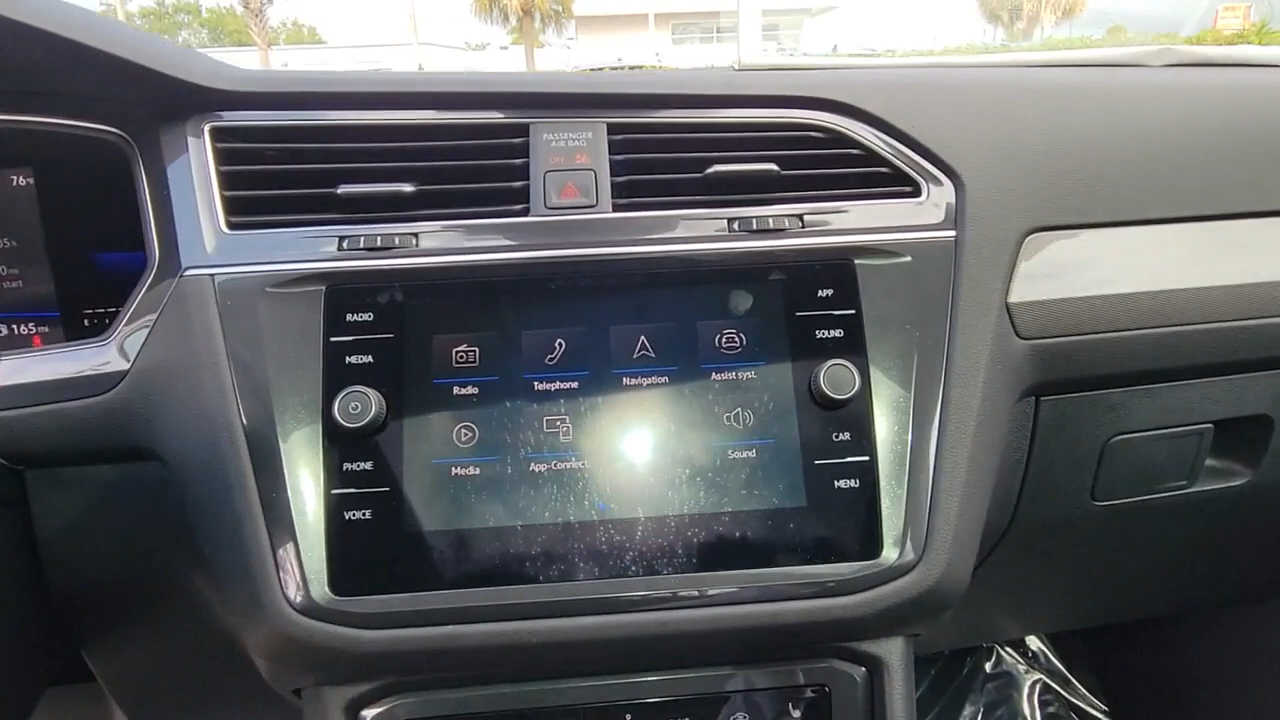 PASSENGER
AIR BAG
OFF
76°F
mi
start
165 mi
RADIO
MEDIA
PHONE
VOICE
APP
SOUND
CAR
MENU
Radio
Telephone
Navigation
Assist syst.
Media
App-Connect
Sound